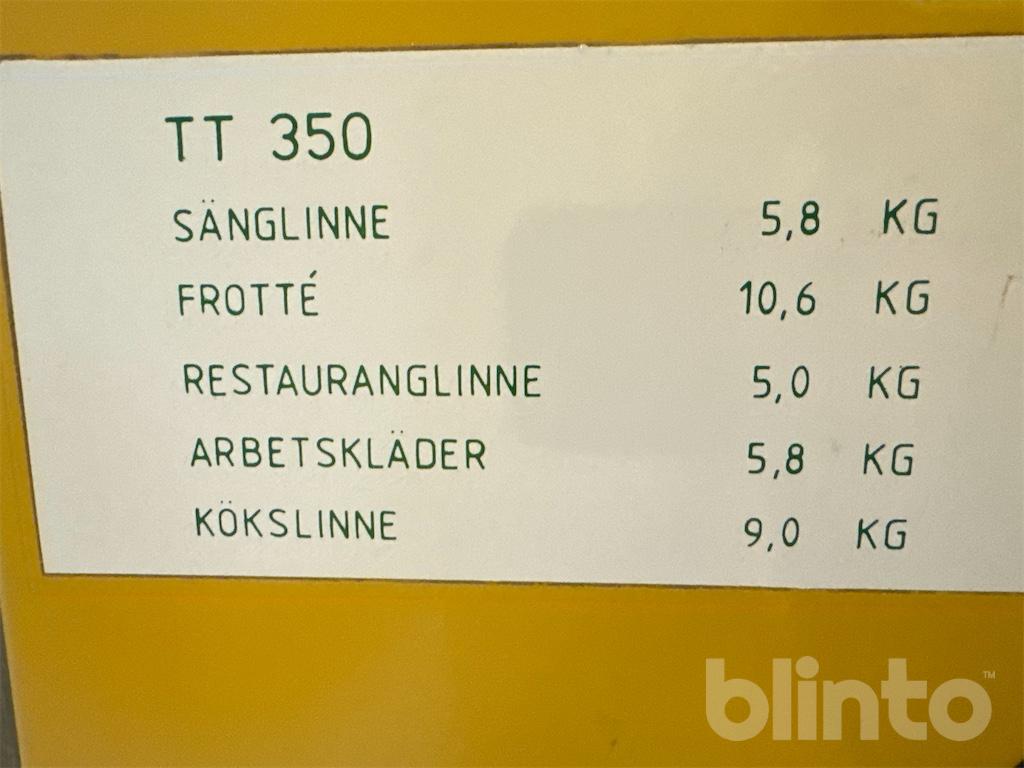 TT 350
SÄNGLINNE 5,8 KG
FROTTÉ 10,6 KG
RESTAURANGLINNE 5,0 KG
ARBETSKLÄDER 5,8 KG
KÖKSLINNE 9,0 KG
blinto™